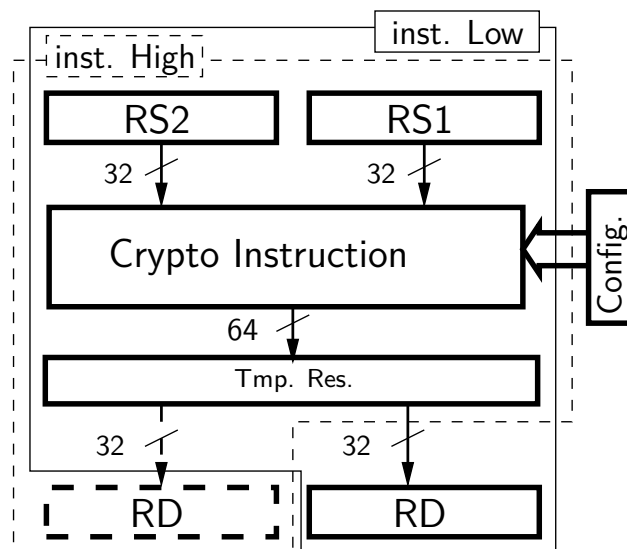 inst. Low
inst. High
RS2
RS1
32
32
Crypto Instruction
Config.
64
Tmp. Res.
32
32
RD
RD